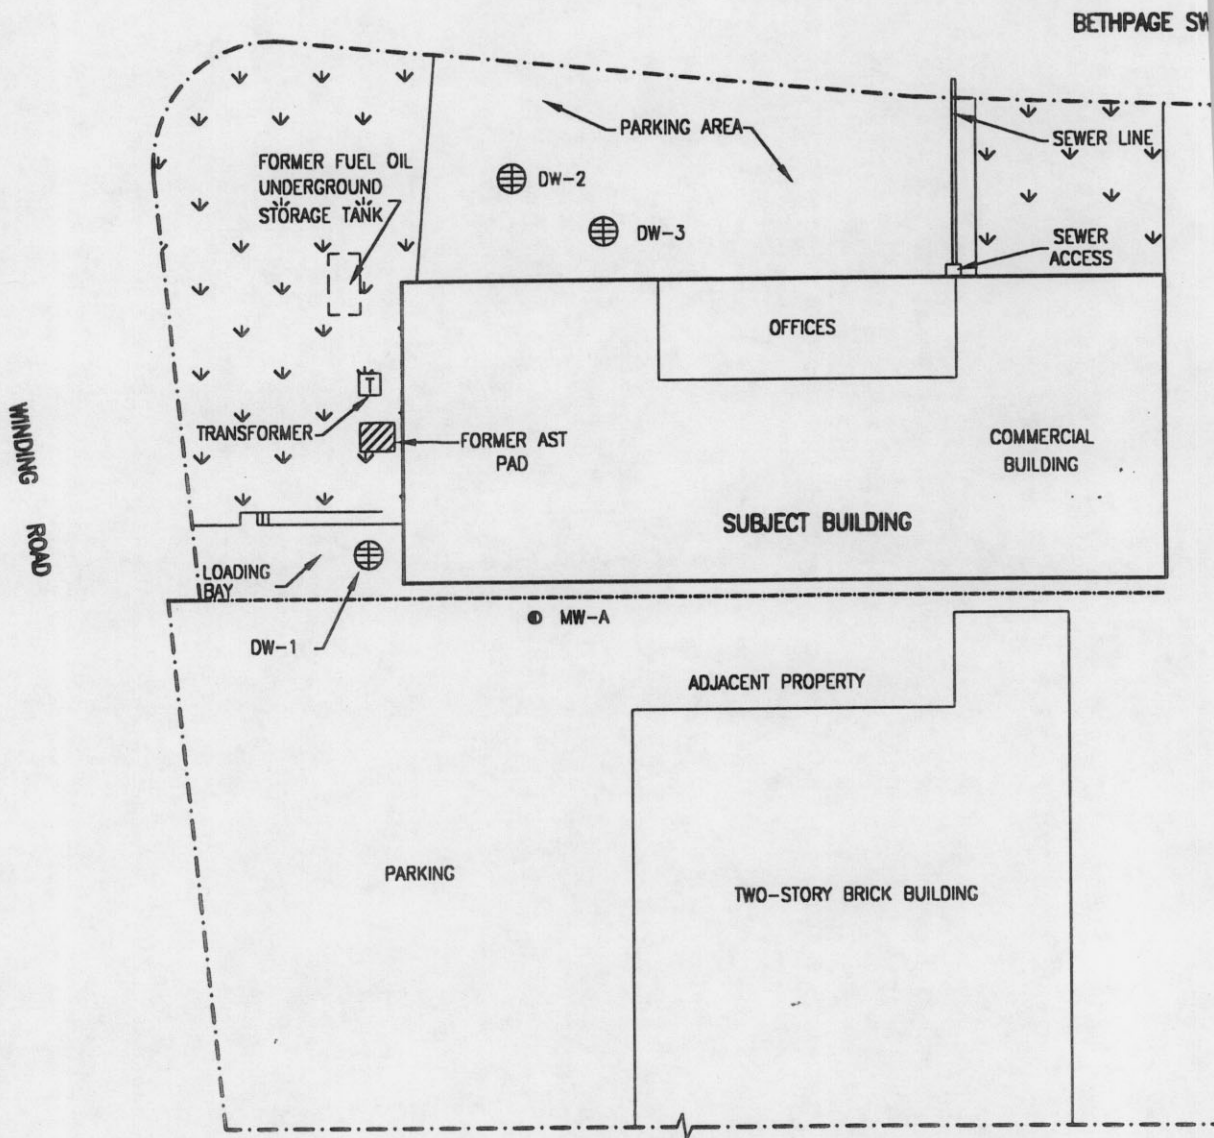 BETHPAGE SW
PARKING AREA
SEWER LINE
FORMER FUEL OIL
UNDERGROUND
STORAGE TANK
DW-2
DW-3
SEWER
ACCESS
OFFICES
T
TRANSFORMER
FORMER AST
PAD
COMMERCIAL
BUILDING
WINDING ROAD
SUBJECT BUILDING
LOADING
BAY
DW-1
MW-A
ADJACENT PROPERTY
PARKING
TWO-STORY BRICK BUILDING